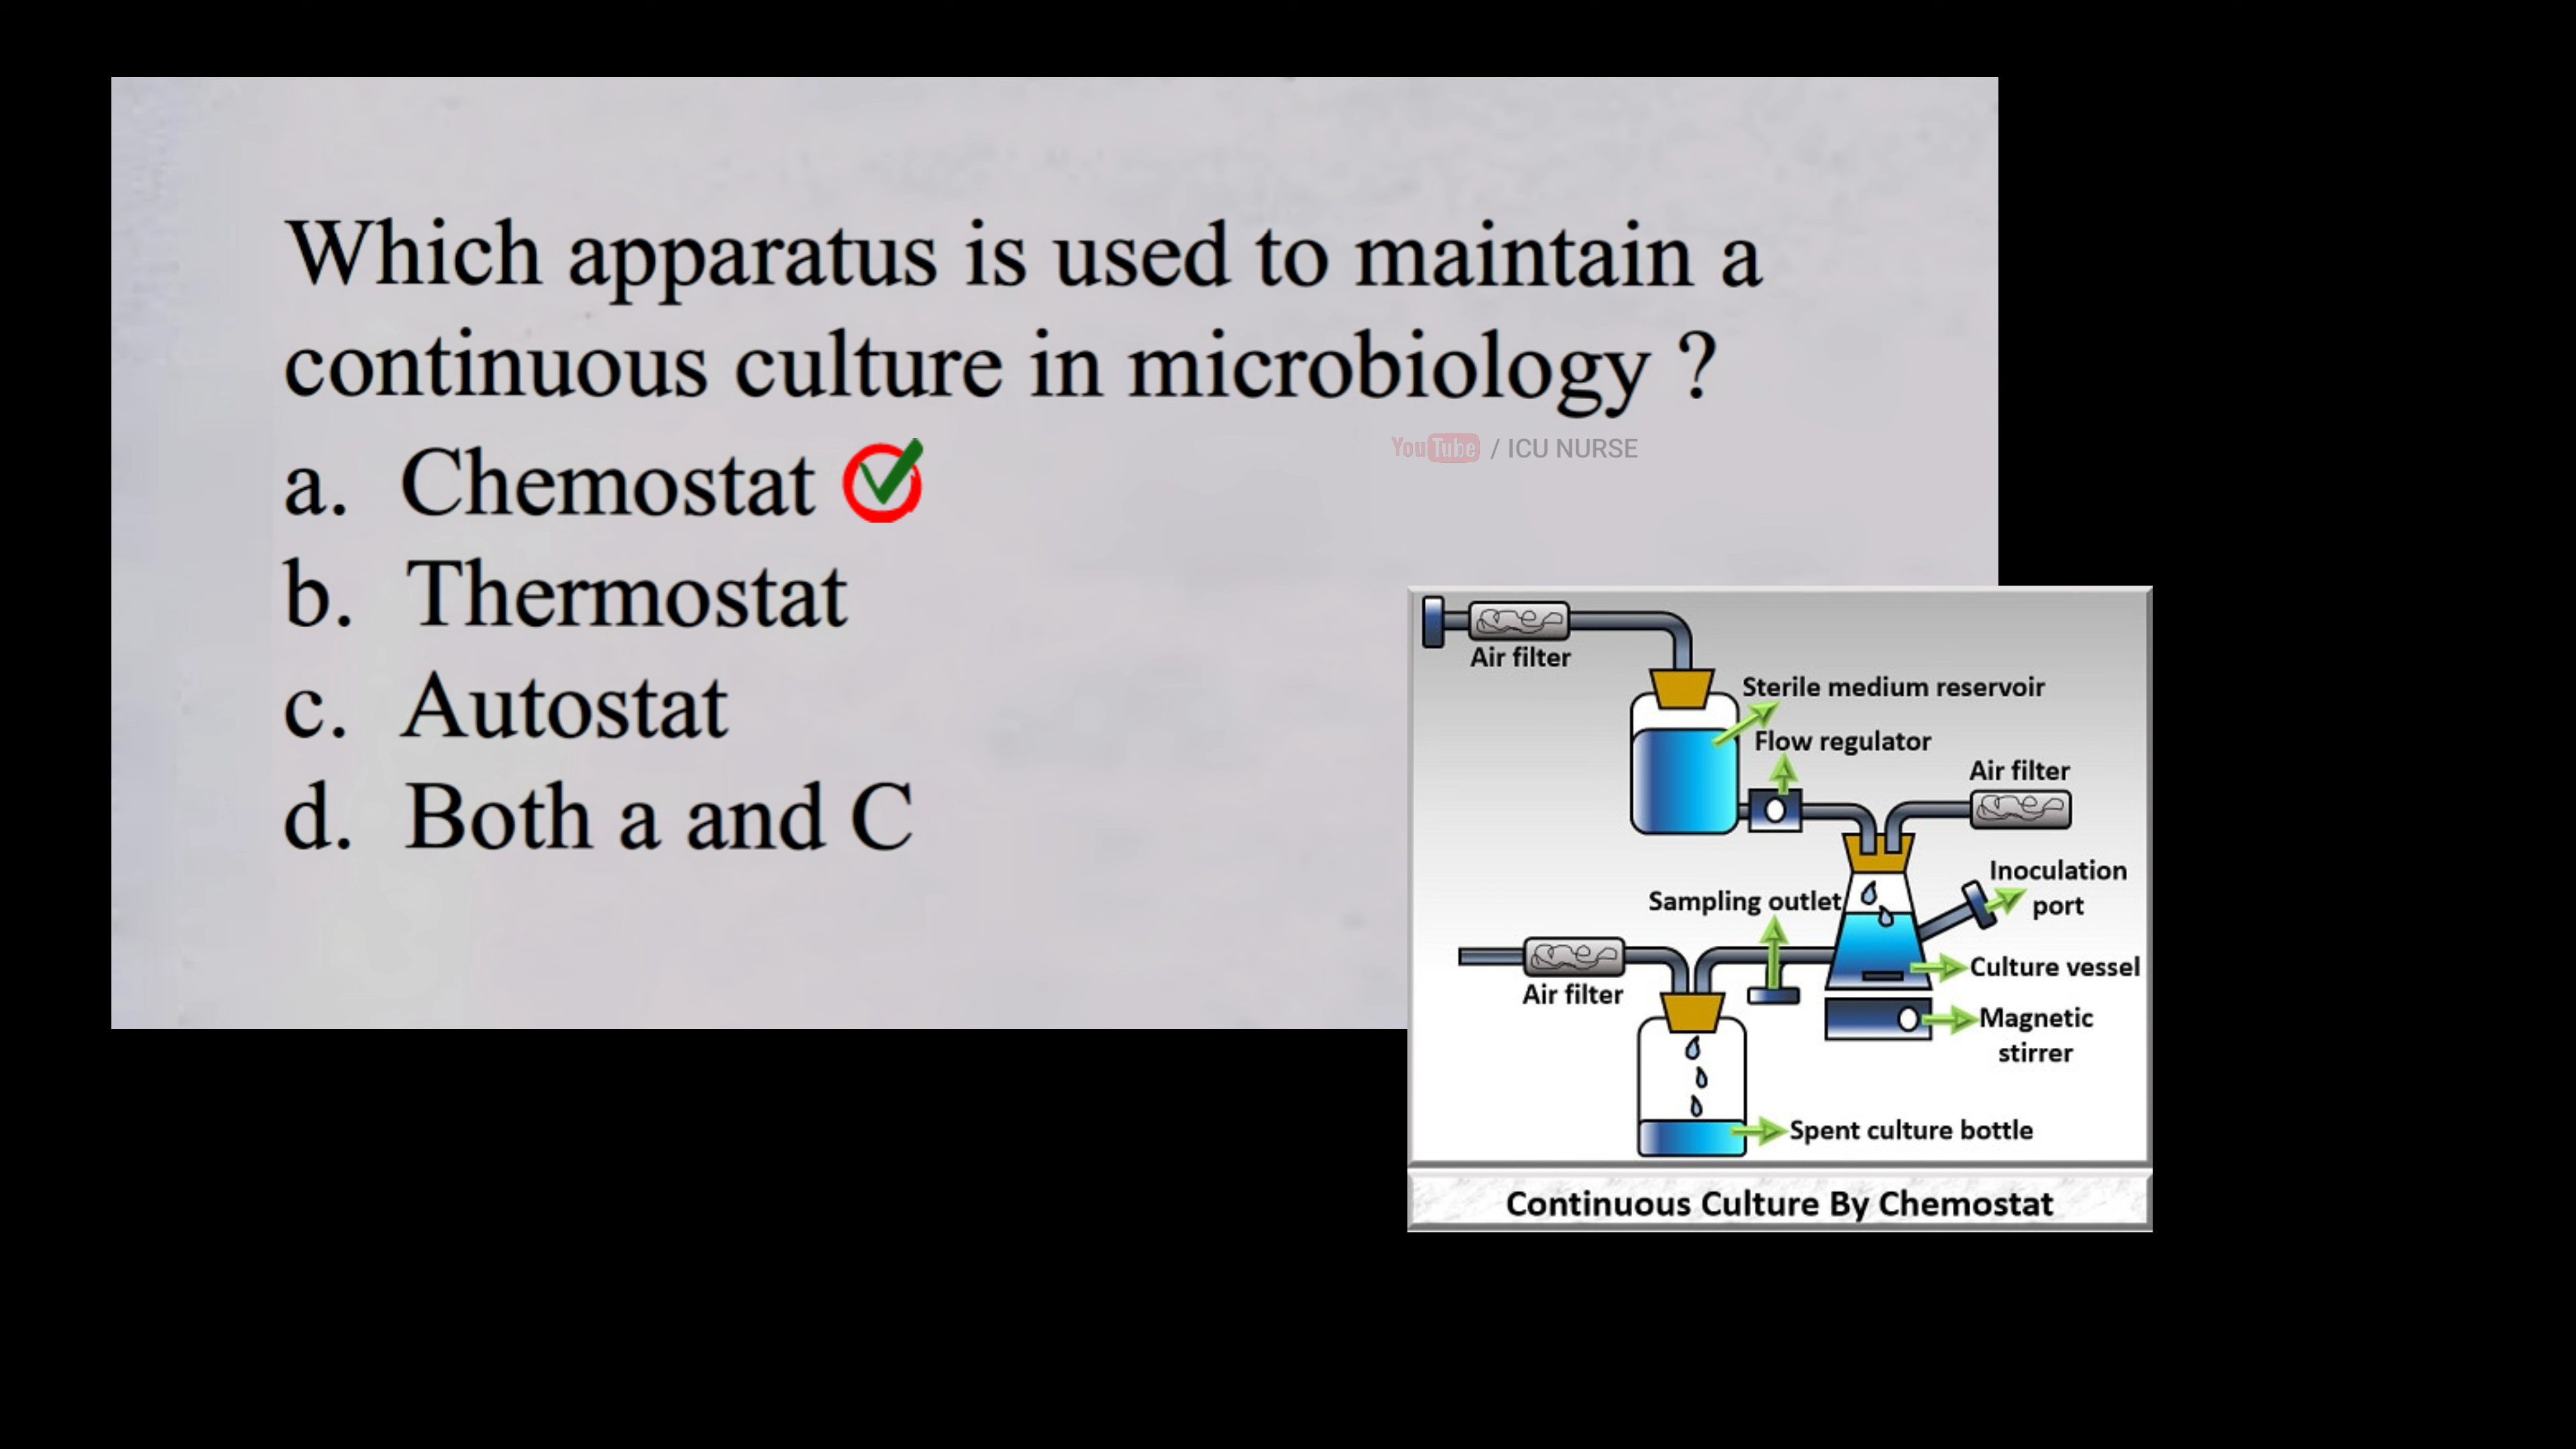 Which apparatus is used to maintain a
continuous culture in microbiology ?
YouTube / ICU NURSE
a. Chemostat
b. Thermostat
c. Autostat
d. Both a and C
Air filter
Sterile medium reservoir
Flow regulator
Air filter
Inoculation
port
Sampling outlet
Culture vessel
Air filter
Magnetic
stirrer
Spent culture bottle
Continuous Culture By Chemostat